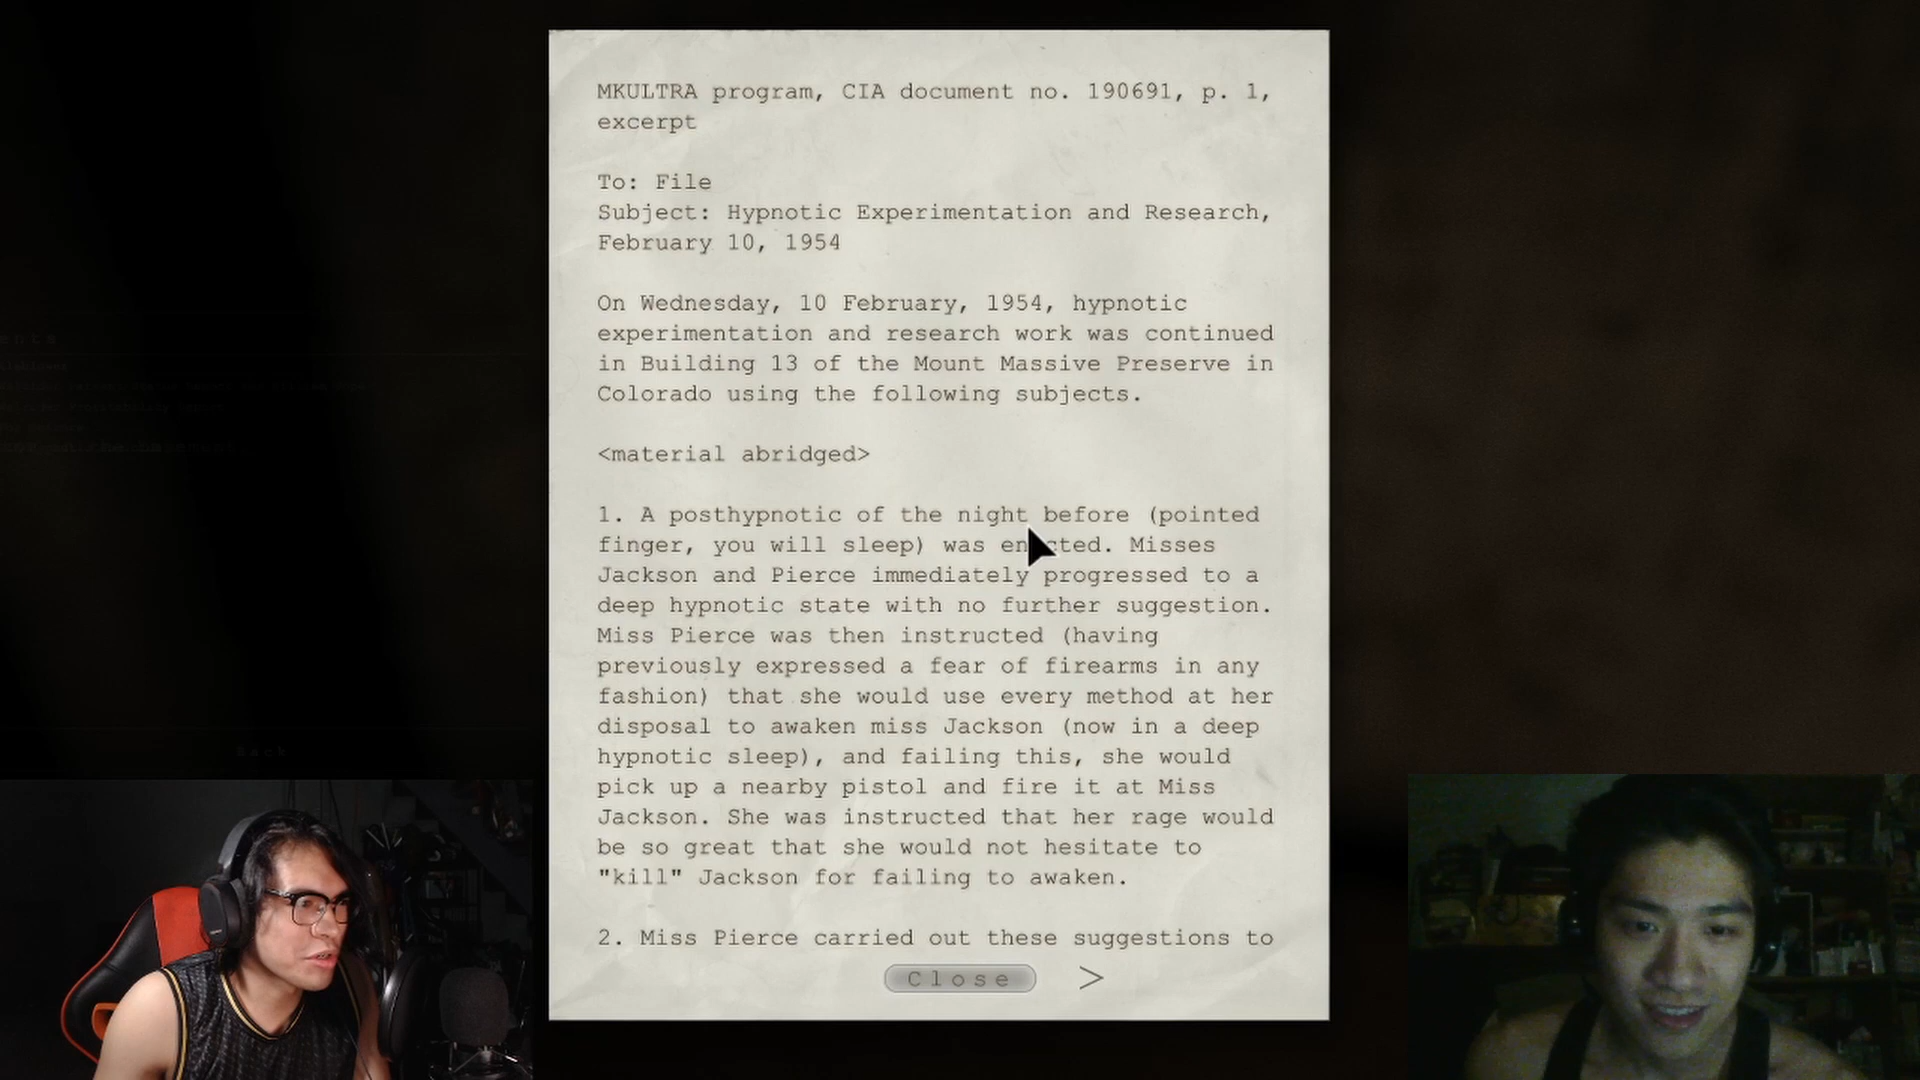 MKULTRA program, CIA document no. 190691, p. 1,
excerpt
To: File
Subject: Hypnotic Experimentation and Research,
February 10, 1954
On Wednesday, 10 February, 1954, hypnotic
experimentation and research work was continued
in Building 13 of the Mount Massive Preserve in
Colorado using the following subjects.
<material abridged>
1. A posthypnotic of the night before (pointed
finger, you will sleep) was enacted. Misses
Jackson and Pierce immediately progressed to a
deep hypnotic state with no further suggestion.
Miss Pierce was then instructed (having
previously expressed a fear of firearms in any
fashion) that she would use every method at her
disposal to awaken miss Jackson (now in a deep
hypnotic sleep), and failing this, she would
pick up a nearby pistol and fire it at Miss
Jackson. She was instructed that her rage would
be so great that she would not hesitate to
"kill" Jackson for failing to awaken.
2. Miss Pierce carried out these suggestions to
Close >
Back